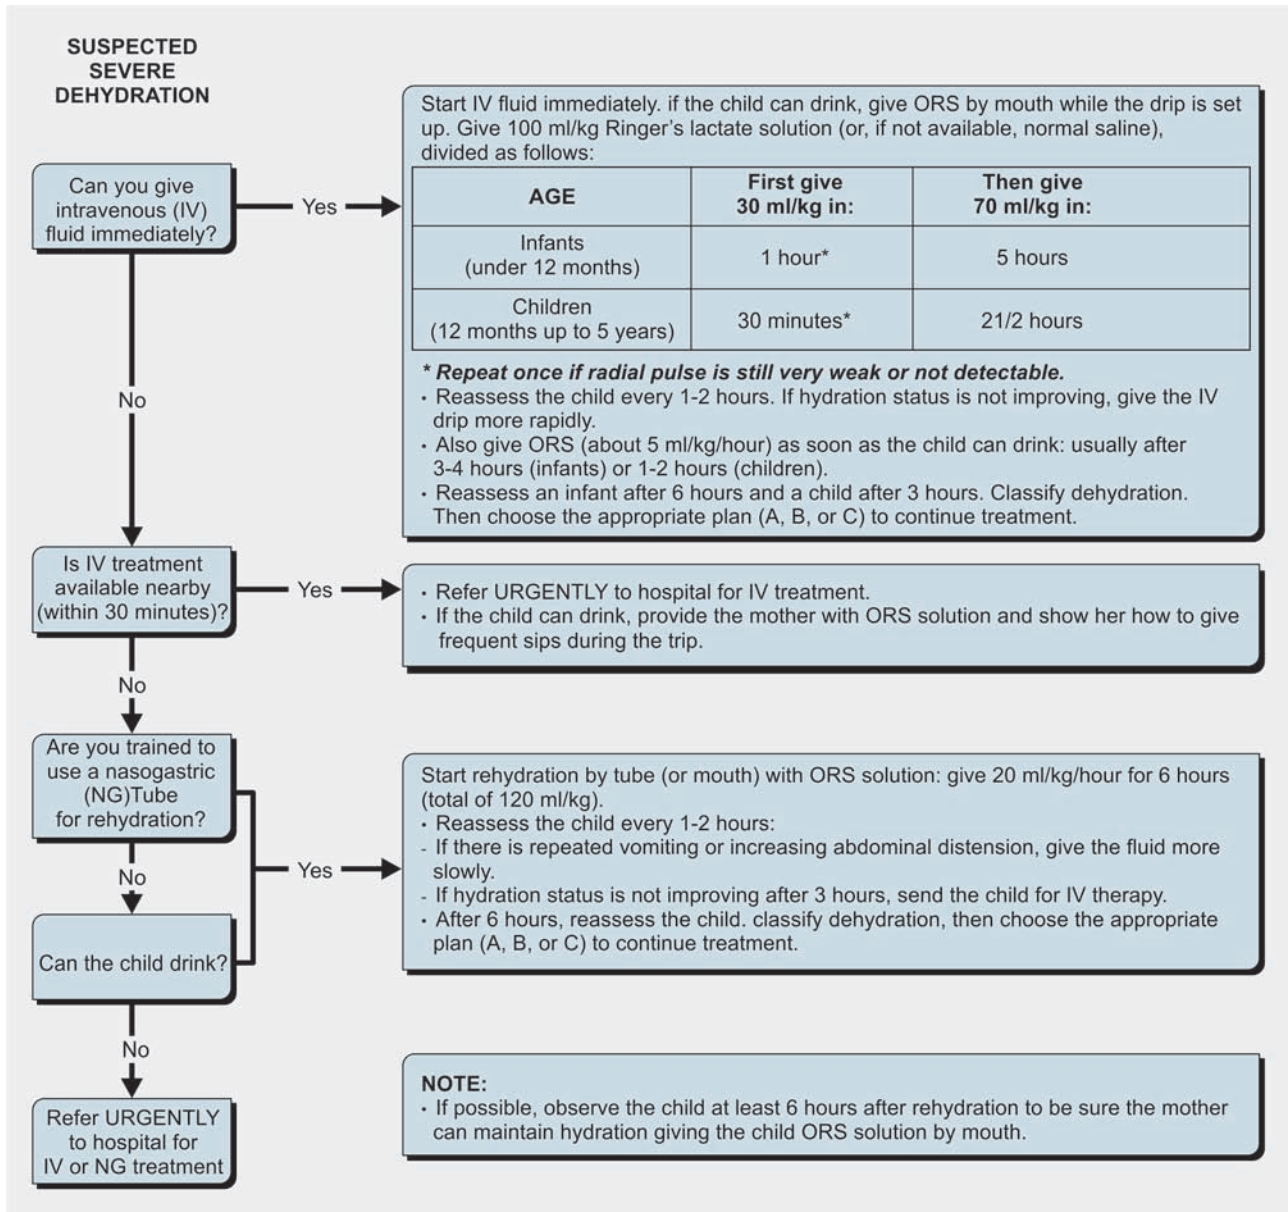 SUSPECTED
SEVERE
DEHYDRATION
Can you give
intravenous (IV)
fluid immediately?
Yes
Start IV fluid immediately. if the child can drink, give ORS by mouth while the drip is set
up. Give 100 ml/kg Ringer's lactate solution (or, if not available, normal saline),
divided as follows:
AGE
First give
30 ml/kg in:
Then give
70 ml/kg in:
Infants
(under 12 months)
1 hour*
5 hours
Children
(12 months up to 5 years)
30 minutes*
21/2 hours
* Repeat once if radial pulse is still very weak or not detectable.
· Reassess the child every 1-2 hours. If hydration status is not improving, give the IV
drip more rapidly.
· Also give ORS (about 5 ml/kg/hour) as soon as the child can drink: usually after
3-4 hours (infants) or 1-2 hours (children).
· Reassess an infant after 6 hours and a child after 3 hours. Classify dehydration.
Then choose the appropriate plan (A, B, or C) to continue treatment.
No
Is IV treatment
available nearby
(within 30 minutes)?
Yes
· Refer URGENTLY to hospital for IV treatment.
· If the child can drink, provide the mother with ORS solution and show her how to give
frequent sips during the trip.
No
Are you trained to
use a nasogastric
(NG)Tube
for rehydration?
No
Can the child drink?
Yes
Start rehydration by tube (or mouth) with ORS solution: give 20 ml/kg/hour for 6 hours
(total of 120 ml/kg).
· Reassess the child every 1-2 hours:
- If there is repeated vomiting or increasing abdominal distension, give the fluid more
slowly.
- If hydration status is not improving after 3 hours, send the child for IV therapy.
· After 6 hours, reassess the child. classify dehydration, then choose the appropriate
plan (A, B, or C) to continue treatment.
No
Refer URGENTLY
to hospital for
IV or NG treatment
NOTE:
· If possible, observe the child at least 6 hours after rehydration to be sure the mother
can maintain hydration giving the child ORS solution by mouth.